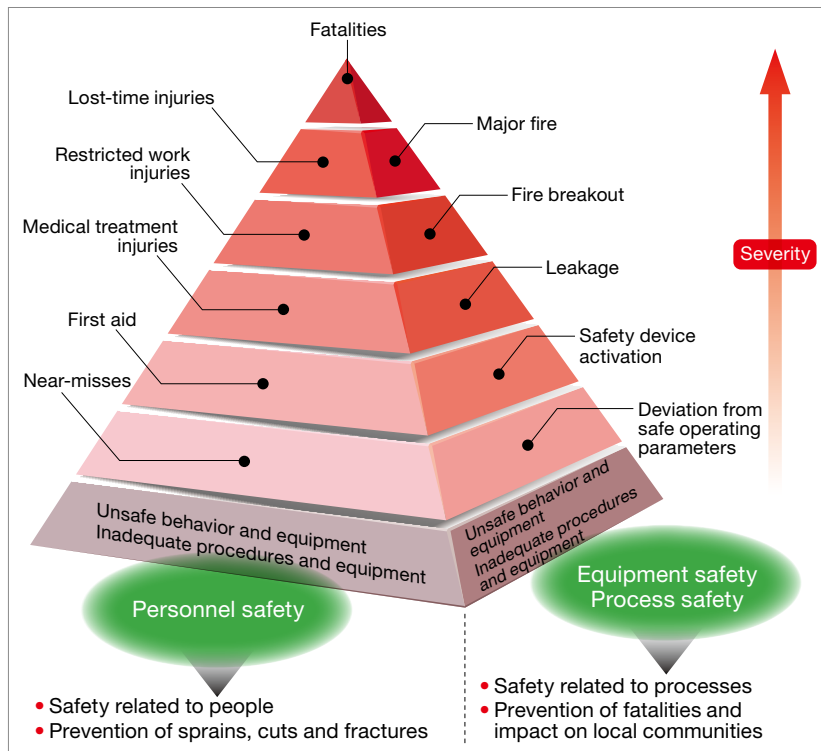 Fatalities
Lost-time injuries
Major fire
Restricted work
injuries
Fire breakout
Medical treatment
injuries
Leakage
Severity
First aid
Safety device
activation
Near-misses
Deviation from
safe operating
parameters
Unsafe behavior and equipment
Inadequate procedures and equipment
Unsafe behavior and
equipment
Inadequate procedures
and equipment
Personnel safety
Equipment safety
Process safety
• Safety related to people
• Prevention of sprains, cuts and fractures
• Safety related to processes
• Prevention of fatalities and
impact on local communities